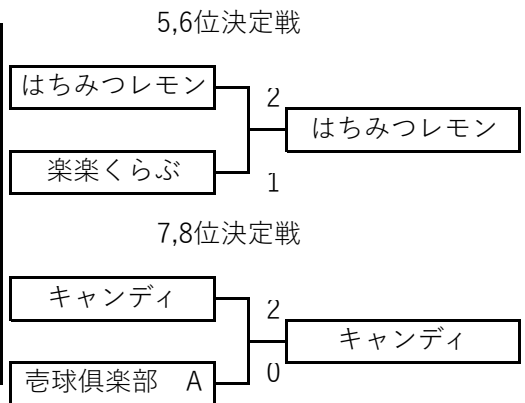 5,6位決定戦
はちみつレモン
2
はちみつレモン
楽楽くらぶ
1
7,8位決定戦
キャンディ
2
キャンディ
壱球俱楽部　A
0